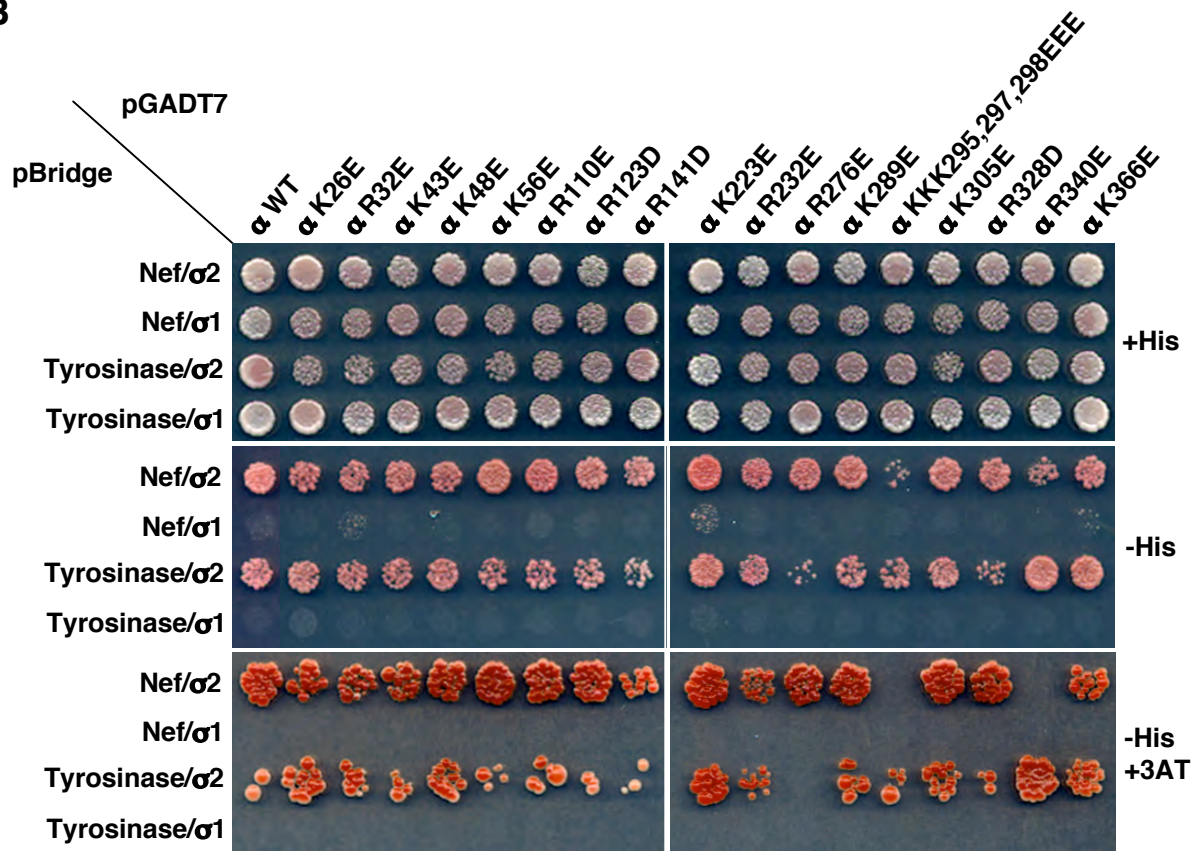 B
pGADT7
pBridge
α WT
α K26E
α R32E
α K43E
α K48E
α K56E
α R110E
α R123D
α R141D
α K223E
α R232E
α R276E
α K289E
α KKK295,297,298EEE
α K305E
α R328D
α R340E
α K366E
Nef/σ2
Nef/σ1
Tyrosinase/σ2
Tyrosinase/σ1
+His
Nef/σ2
Nef/σ1
Tyrosinase/σ2
Tyrosinase/σ1
-His
Nef/σ2
Nef/σ1
Tyrosinase/σ2
Tyrosinase/σ1
-His
+3AT